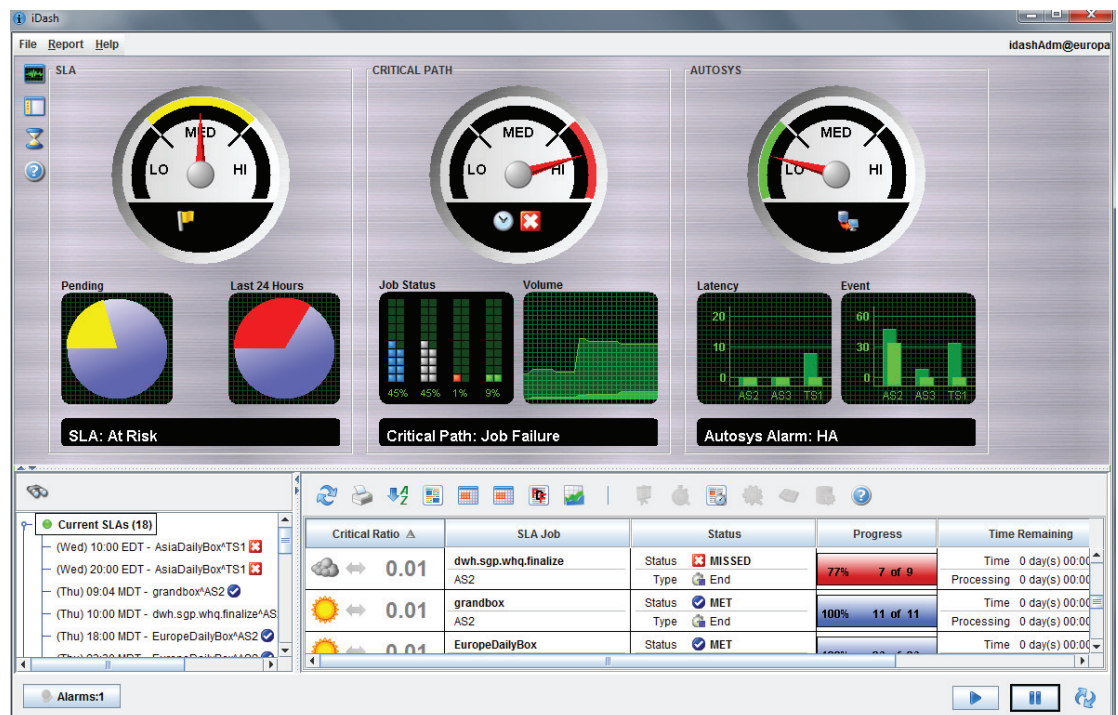 iDash
File Report Help
idashAdm@europa
SLA
CRITICAL PATH
AUTOSYS
LO MED HI
LO MED HI
LO MED HI
Pending
Last 24 Hours
Job Status
Volume
Latency
Event
45% 45% 1% 9%
20
10
0
AS2 AS3 TS1
60
30
0
AS2 AS3 TS1
SLA: At Risk
Critical Path: Job Failure
Autosys Alarm: HA
Current SLAs (18)
(Wed) 10:00 EDT - AsiaDailyBox^TS1
(Wed) 20:00 EDT - AsiaDailyBox^TS1
(Thu) 09:04 MDT - grandbox^AS2
(Thu) 10:00 MDT - dwh.sgp.whq.finalize^AS
(Thu) 18:00 MDT - EuropeDailyBox^AS2
Critical Ratio SLA Job Status Progress Time Remaining
0.01 dwh.sgp.whq.finalize Status MISSED 77% 7 of 9 Time 0 day(s) 00:00
AS2 Type End Processing 0 day(s) 00:00
0.01 grandbox Status MET 100% 11 of 11 Time 0 day(s) 00:00
AS2 Type End Processing 0 day(s) 00:00
0.01 EuropeDailyBox Status MET Time 0 day(s) 00:00
Alarms:1